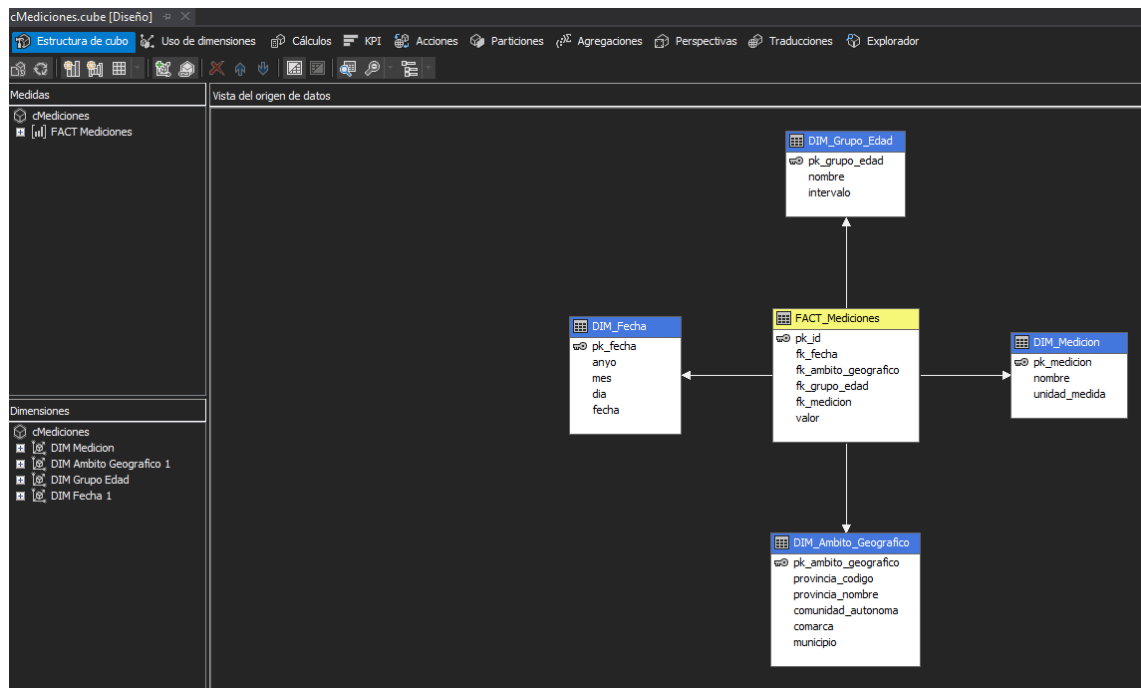 cMediciones.cube [Diseño]
Estructura de cubo Uso de dimensiones Cálculos KPI Acciones Particiones Agregaciones Perspectivas Traducciones Explorador
Medidas
cMediciones
FACT Mediciones
Vista del origen de datos
DIM_Grupo_Edad
pk_grupo_edad
nombre
intervalo
DIM_Fecha
pk_fecha
anyo
mes
dia
fecha
FACT_Mediciones
pk_id
fk_fecha
fk_ambito_geografico
fk_grupo_edad
fk_medicion
valor
DIM_Medicion
pk_medicion
nombre
unidad_medida
DIM_Ambito_Geografico
pk_ambito_geografico
provincia_codigo
provincia_nombre
comunidad_autonoma
comarca
municipio
Dimensiones
cMediciones
DIM Medicion
DIM Ambito Geografico 1
DIM Grupo Edad
DIM Fecha 1